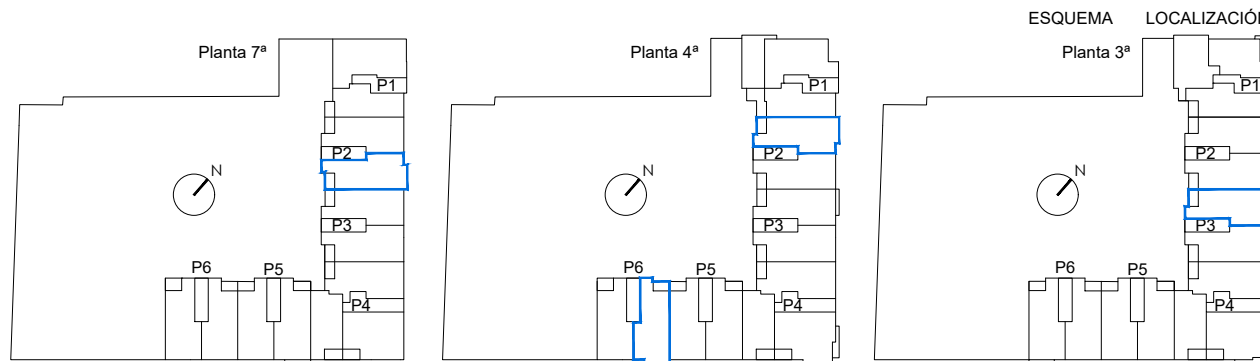 ESQUEMA LOCALIZACIÓN
Planta 7ª
Planta 4ª
Planta 3ª
P1
P1
P1
P2
P2
P2
N
N
N
P3
P3
P3
P6
P5
P6
P5
P6
P5
P4
P4
P4